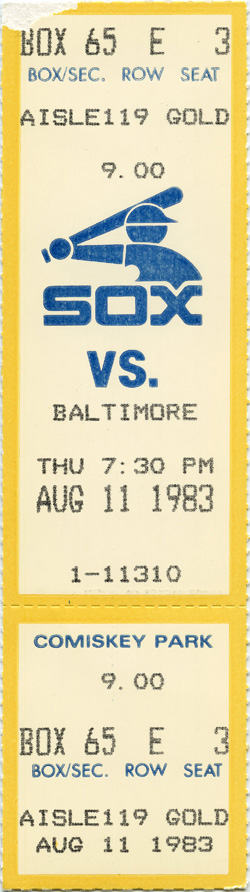 BOX 65 E 3
BOX/SEC. ROW SEAT
AISLE119 GOLD
9.00
SOX
VS.
BALTIMORE
THU 7:30 PM
AUG 11 1983
1-11310
COMISKEY PARK
9.00
BOX 65 E 3
BOX/SEC. ROW SEAT
AISLE119 GOLD
AUG 11 1983